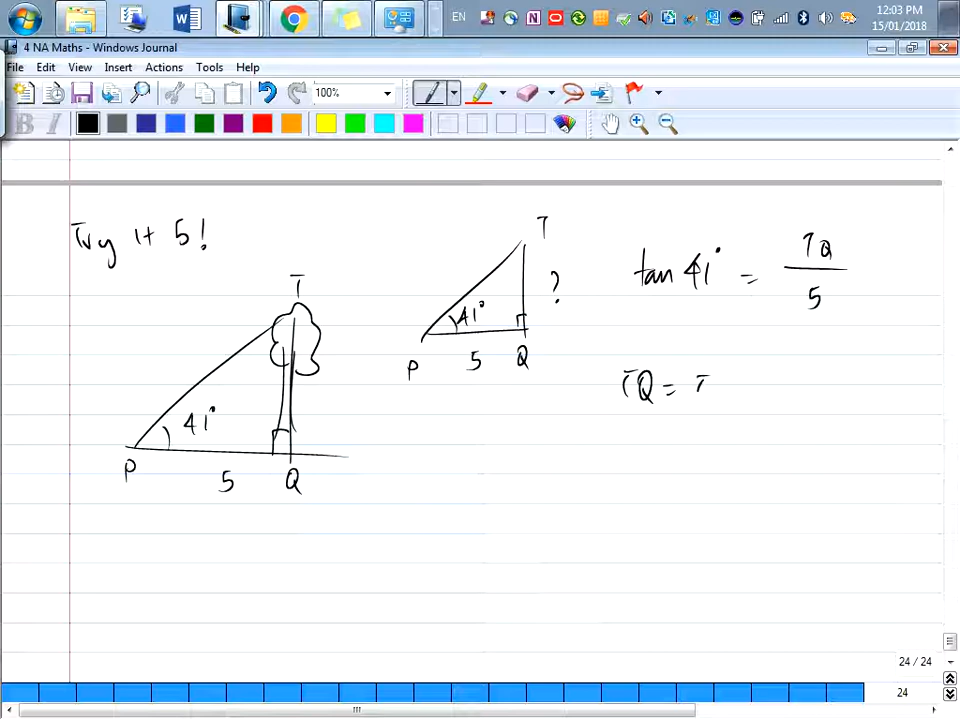 EN
12:03 PM
15/01/2018
4 NA Maths - Windows Journal
File Edit View Insert Actions Tools Help
100%
B I
Try it 5!
T
41°
P
5
Q
T
?
41°
P
5
Q
tan 41° = TQ
5
TQ =
24 / 24
24